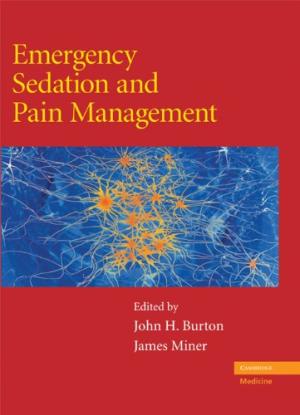 Emergency
Sedation and
Pain Management
Edited by
John H. Burton
James Miner
CAMBRIDGE
Medicine